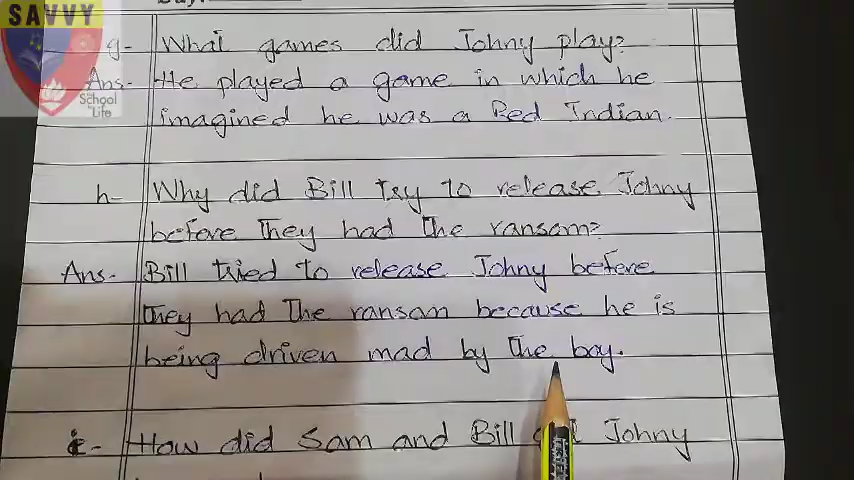 SAVVY
School
of Life
g- What games did Johny play?
Ans- He played a game in which he
imagined he was a Red Indian.
h- Why did Bill try to release Johny
before They had The ransom?
Ans- Bill tried to release Johny before
They had The ransom because he is
being driven mad by The boy.
i- How did Sam and Bill Johny